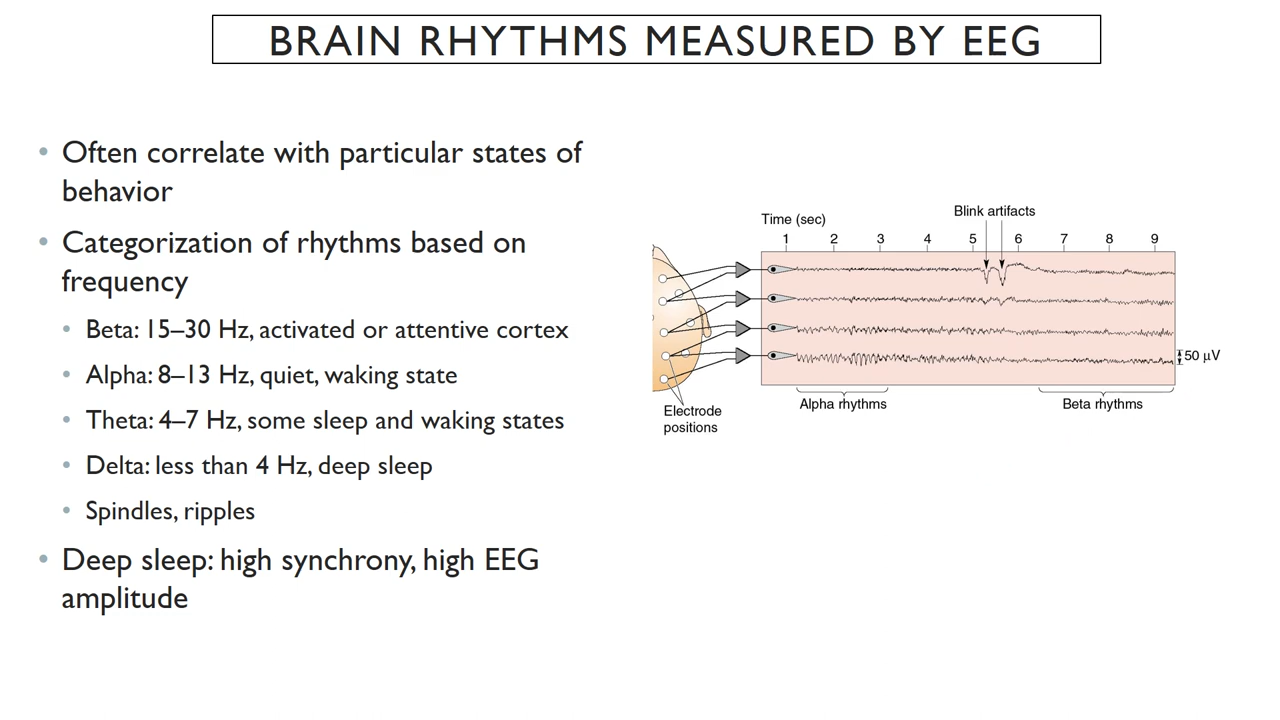 BRAIN RHYTHMS MEASURED BY EEG
• Often correlate with particular states of
behavior
• Categorization of rhythms based on
frequency
• Beta: 15–30 Hz, activated or attentive cortex
• Alpha: 8–13 Hz, quiet, waking state
• Theta: 4–7 Hz, some sleep and waking states
• Delta: less than 4 Hz, deep sleep
• Spindles, ripples
• Deep sleep: high synchrony, high EEG
amplitude
Blink artifacts
Time (sec)
1 2 3 4 5 6 7 8 9
50 μV
Alpha rhythms
Beta rhythms
Electrode
positions